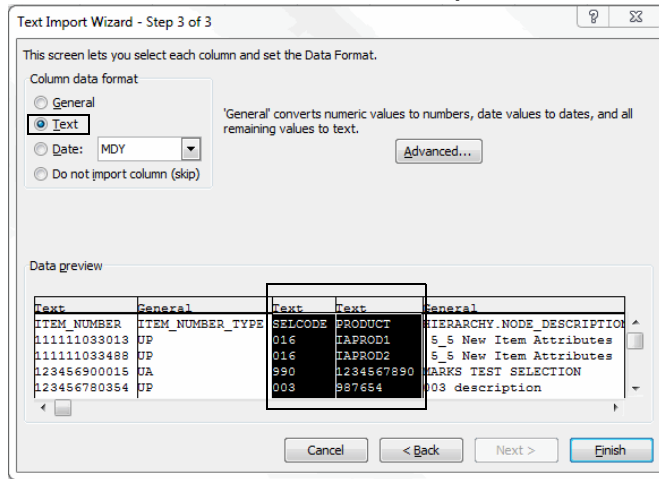 Text Import Wizard - Step 3 of 3
This screen lets you select each column and set the Data Format.
Column data format
General
Text
Date: MDY
Do not import column (skip)
'General' converts numeric values to numbers, date values to dates, and all
remaining values to text.
Advanced...
Data preview
Text General Text Text General
ITEM_NUMBER ITEM_NUMBER_TYPE SELCODE PRODUCT HIERARCHY.NODE_DESCRIPTION
111111033013 UP 016 IAPROD1 5_5 New Item Attributes
111111033488 UP 016 IAPROD2 5_5 New Item Attributes
123456900015 UA 990 1234567890 MARKS TEST SELECTION
123456780354 UP 003 987654 003 description
Cancel < Back Next > Finish